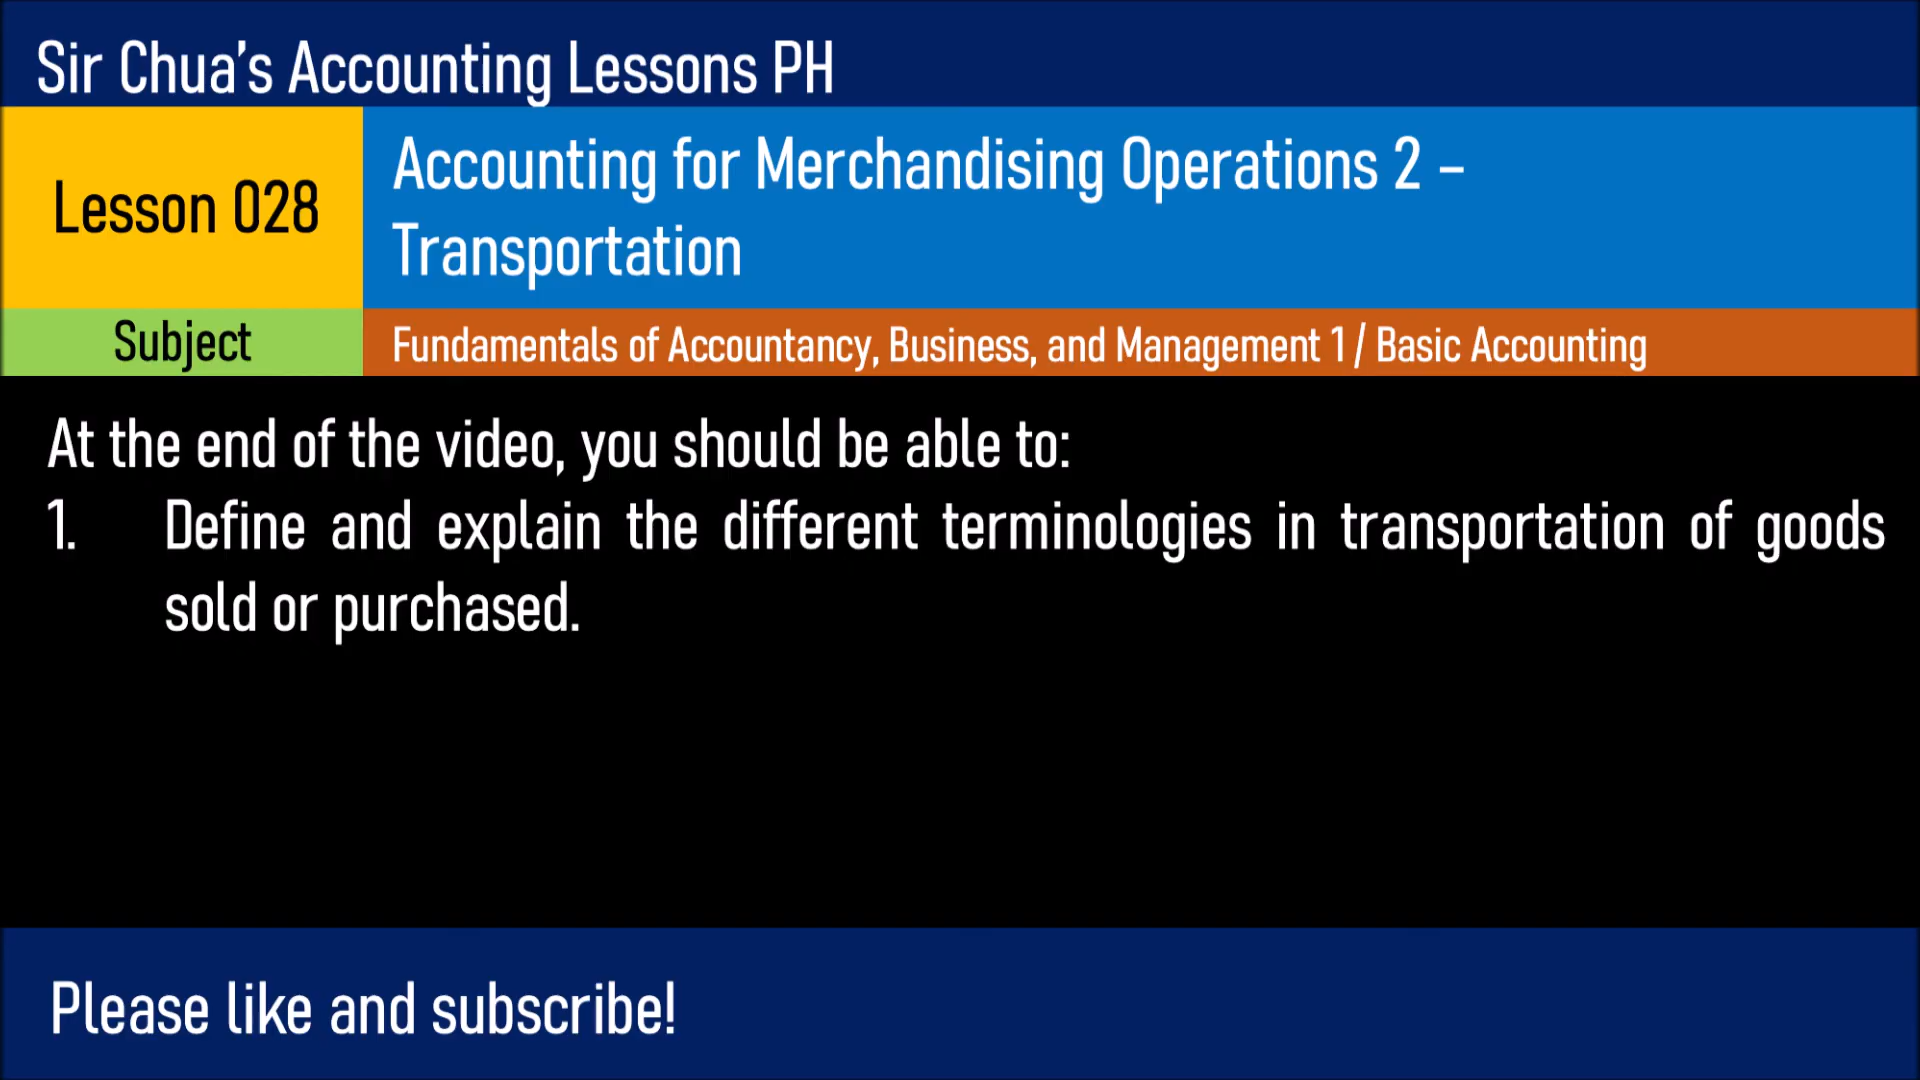 Sir Chua’s Accounting Lessons PH
Lesson 028
Accounting for Merchandising Operations 2 –
Transportation
Subject
Fundamentals of Accountancy, Business, and Management 1 / Basic Accounting
At the end of the video, you should be able to:
1. Define and explain the different terminologies in transportation of goods
sold or purchased.
Please like and subscribe!